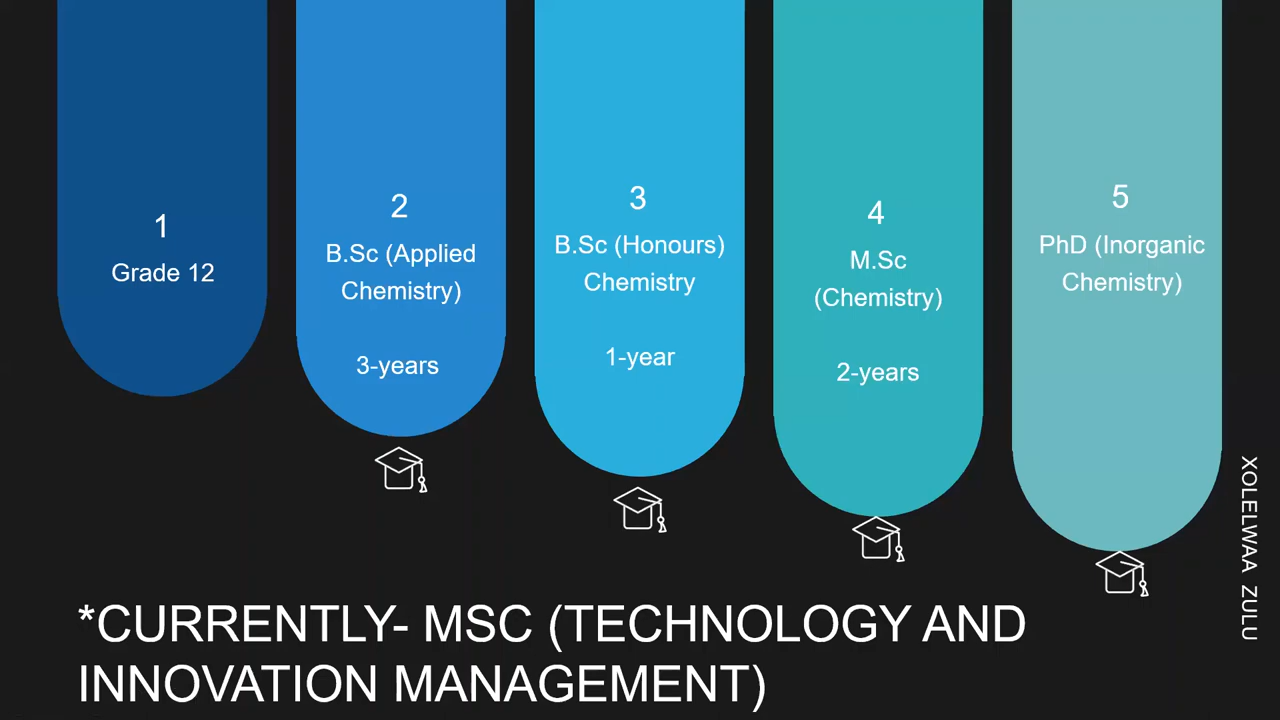 1
Grade 12
2
B.Sc (Applied
Chemistry)
3-years
3
B.Sc (Honours)
Chemistry
1-year
4
M.Sc
(Chemistry)
2-years
5
PhD (Inorganic
Chemistry)
XOLELWAA ZULU
*CURRENTLY- MSC (TECHNOLOGY AND
INNOVATION MANAGEMENT)